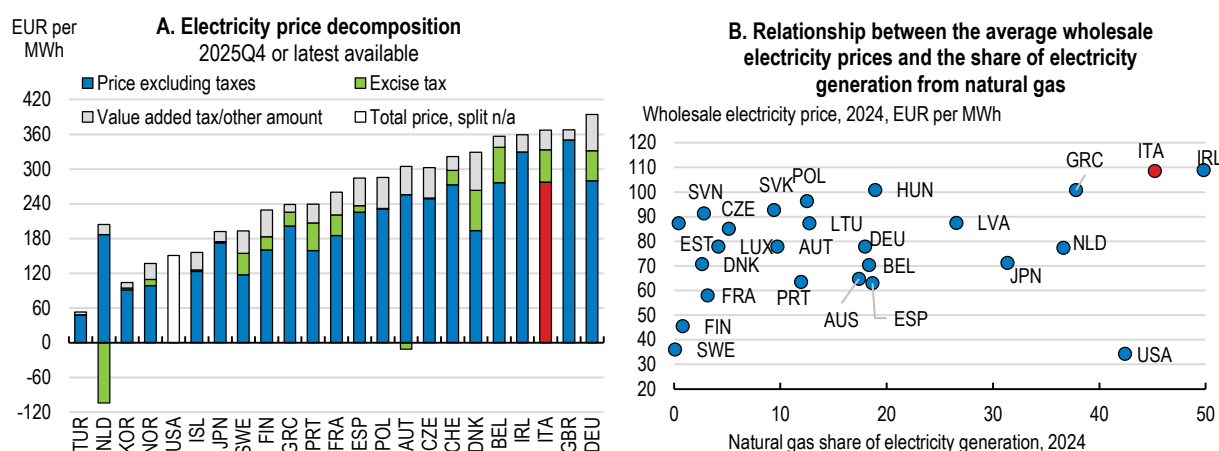 EUR per
MWh
A. Electricity price decomposition
2025Q4 or latest available
Price excluding taxes
Excise tax
Value added tax/other amount
Total price, split n/a
420
360
300
240
180
120
60
0
-60
-120
TUR
NLD
KOR
NOR
USA
ISL
JPN
SWE
FIN
GRC
PRT
FRA
ESP
POL
AUT
CZE
CHE
DNK
BEL
IRL
ITA
GBR
DEU
B. Relationship between the average wholesale
electricity prices and the share of electricity
generation from natural gas
Wholesale electricity price, 2024, EUR per MWh
120
110
100
90
80
70
60
50
40
30
20
SVN
CZE
SVK
POL
HUN
GRC
ITA
IRL
EST
LUX
AUT
LTU
DEU
LVA
NLD
DNK
BEL
JPN
FRA
PRT
AUS
ESP
FIN
SWE
USA
0
10
20
30
40
50
Natural gas share of electricity generation, 2024